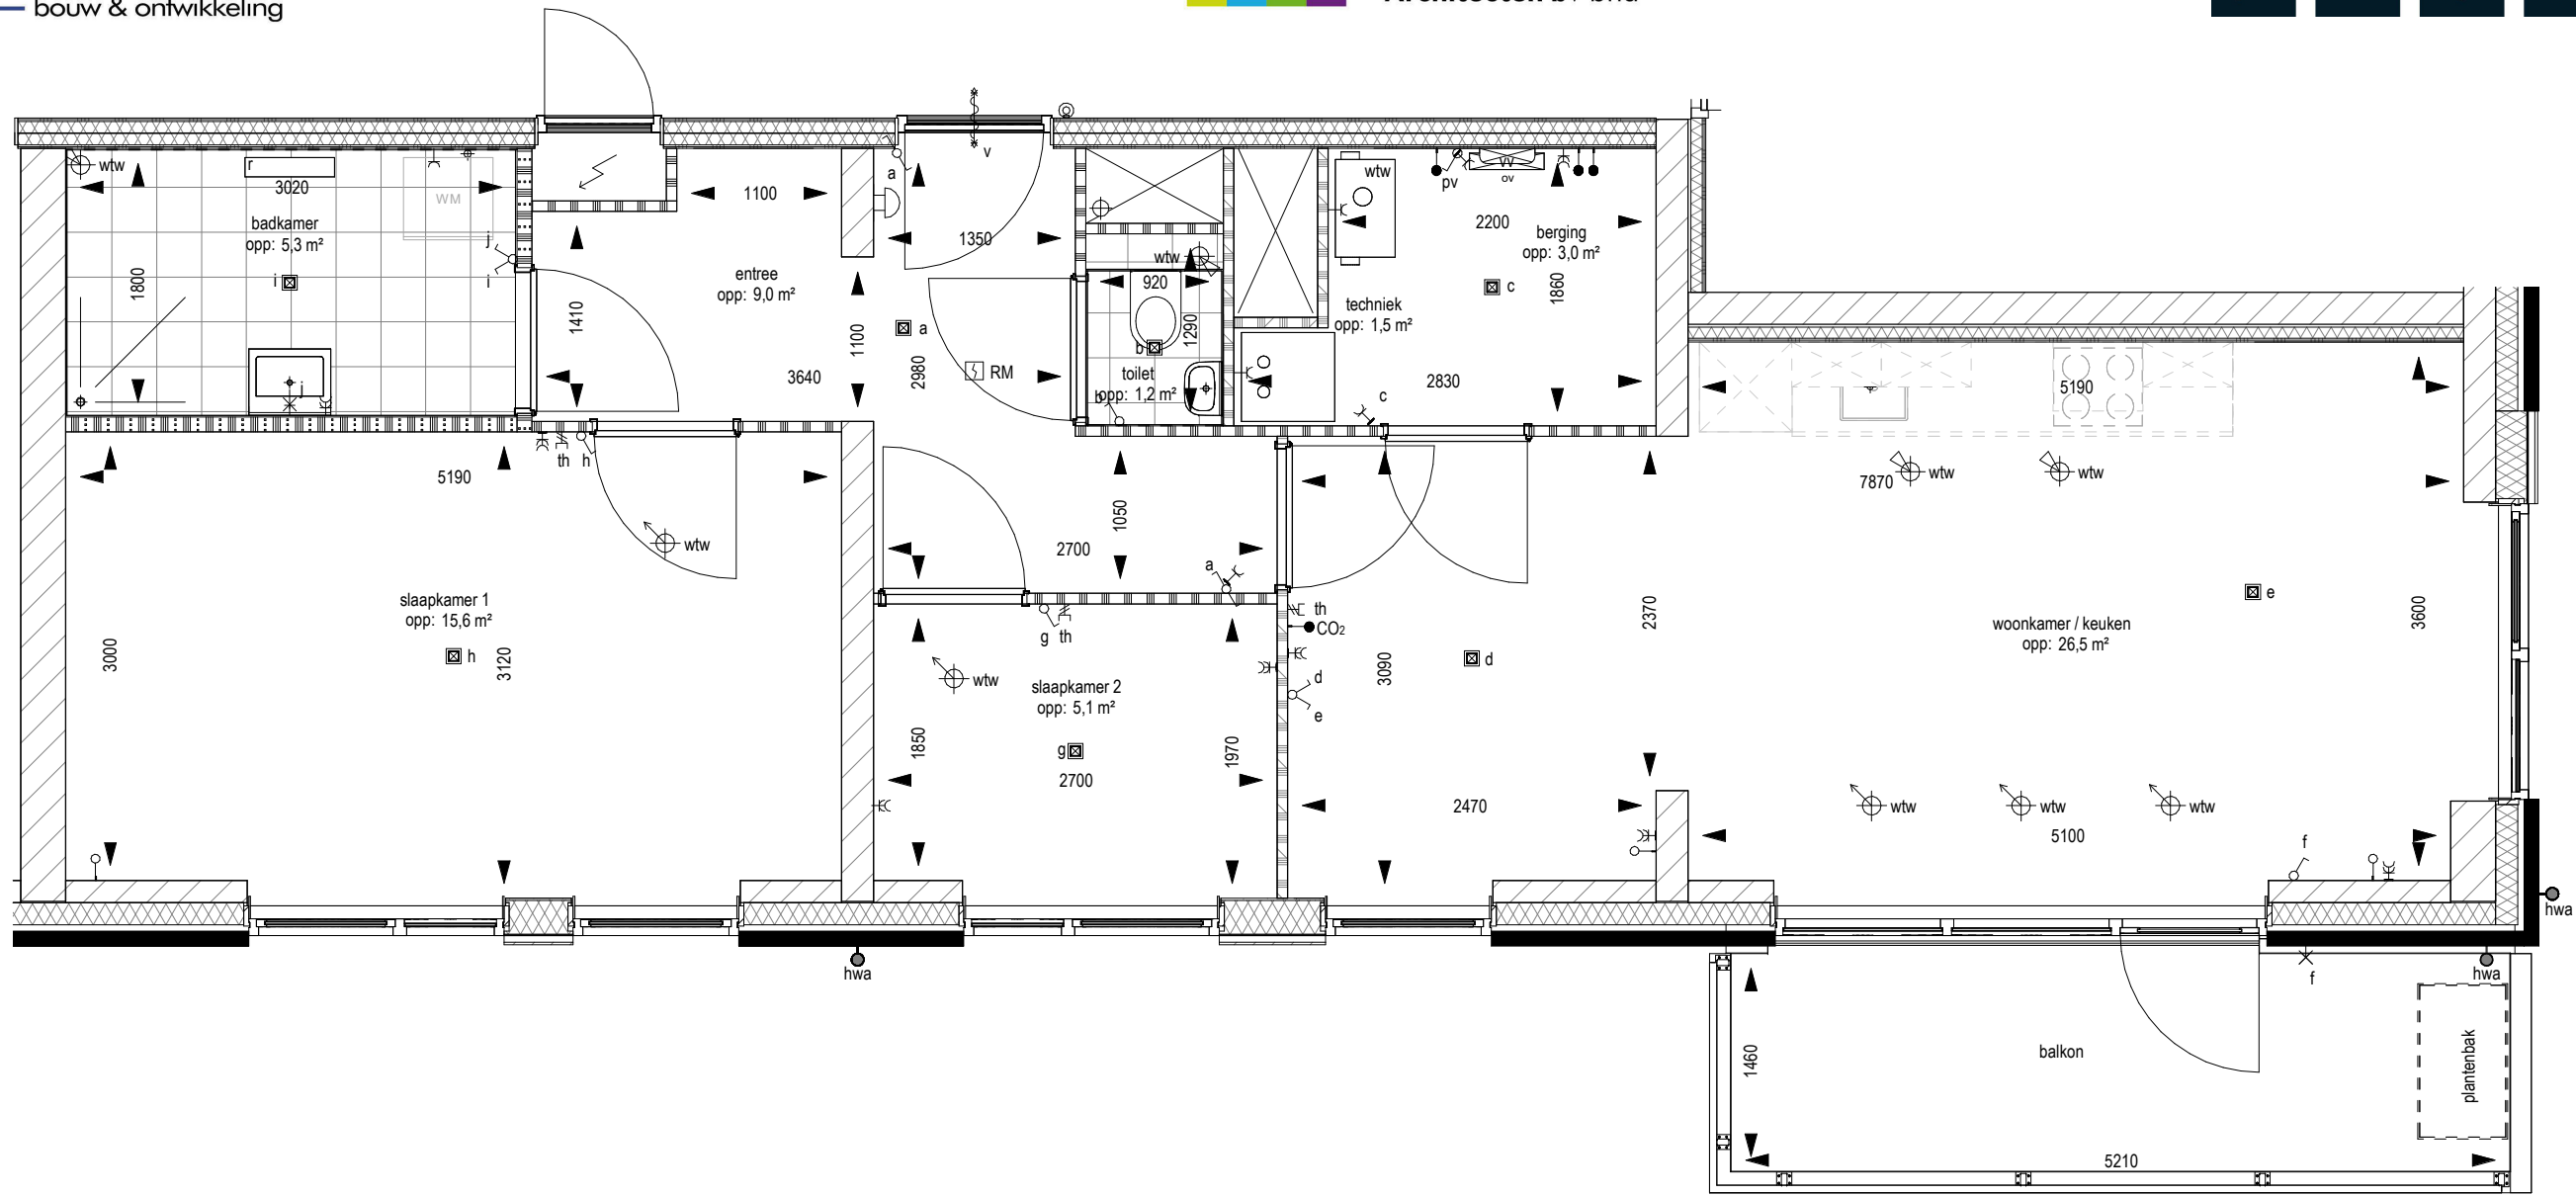 bouw & ontwikkeling
wtw
r
3020
WM
badkamer
opp: 5,3 m²
1800
i
j
j
i
1100
entree
opp: 9,0 m²
1410
1100
3640
a
v
1350
a
2980
RM
wtw
920
1290
b
toilet
opp: 1,2 m²
b
wtw
pv
vv
ov
2200
berging
opp: 3,0 m²
1860
c
techniek
opp: 1,5 m²
2830
c
5190
th
h
5190
wtw
slaapkamer 1
opp: 15,6 m²
h
3000
3120
1050
2700
a
g
th
wtw
slaapkamer 2
opp: 5,1 m²
g
1850
1970
2700
th
CO2
d
e
3090
d
2370
2470
7870
wtw
wtw
e
woonkamer / keuken
opp: 26,5 m²
3600
wtw
wtw
wtw
5100
f
hwa
hwa
hwa
f
1460
balkon
plantenbak
5210